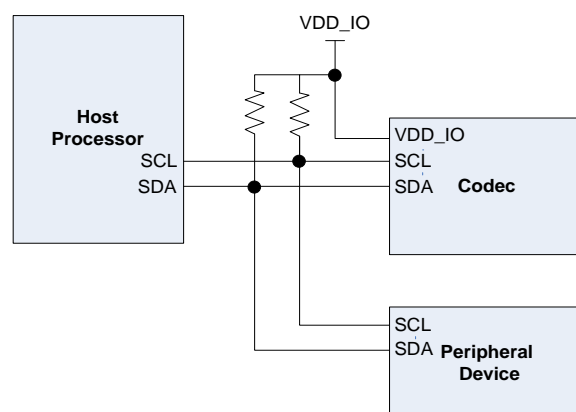 VDD_IO
Host
Processor
SCL
SDA
VDD_IO
SCL
SDA
Codec
SCL
SDA
Peripheral
Device